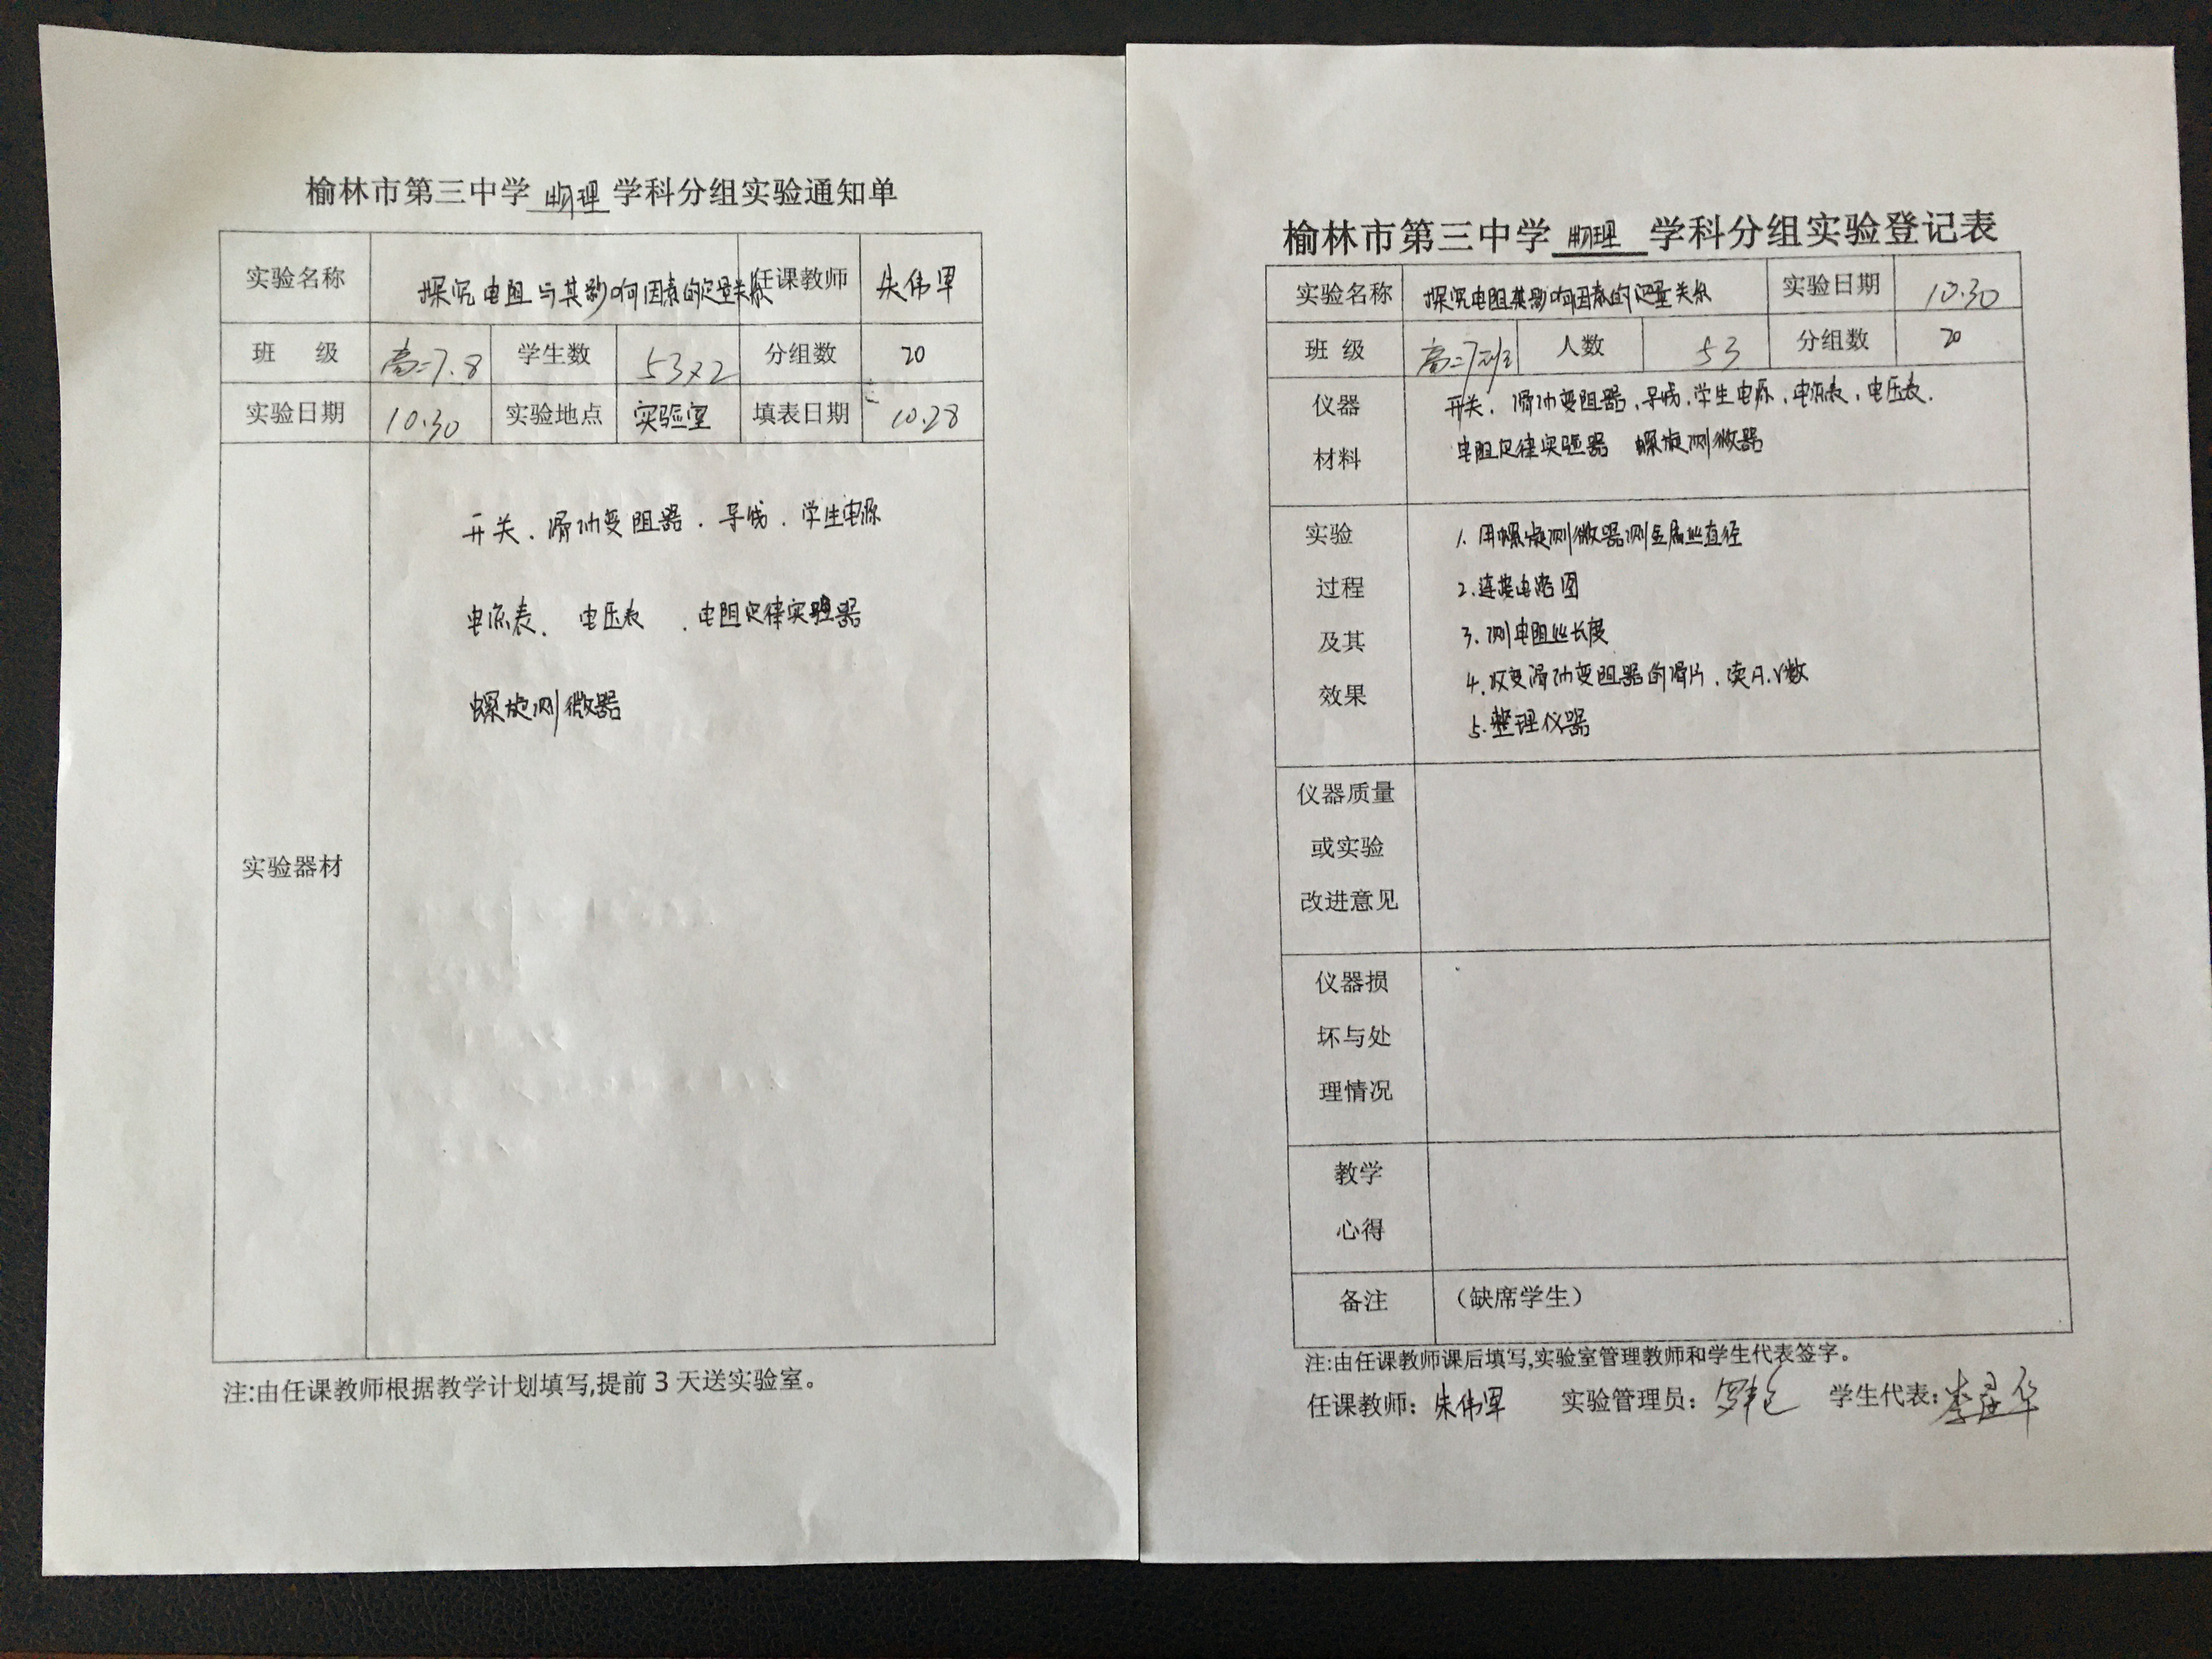 榆林市第三中学 物理 学科分组实验通知单
实验名称 探究电阻与其影响因素的定量关系 任课教师 朱伟军
班 级 高二7.8 学生数 53×2 分组数 20
实验日期 10.30 实验地点 实验室 填表日期 10.28
实验器材
开关、滑动变阻器、导线、学生电源
电流表、电压表、电阻定律实验器
螺旋测微器
注:由任课教师根据教学计划填写,提前3天送实验室。
榆林市第三中学 物理 学科分组实验登记表
实验名称 探究电阻其影响因素的定量关系 实验日期 10.30
班 级 高二7班 人数 53 分组数 20
仪器 开关、滑动变阻器、导线、学生电源、电流表、电压表、
材料 电阻定律实验器 螺旋测微器
实验 1.用螺旋测微器测金属丝直径
过程 2.连接电路图
及其 3.测电阻丝长度
效果 4.改变滑动变阻器的滑片、读A.V数
5.整理仪器
仪器质量
或实验
改进意见
仪器损
坏与处
理情况
教学
心得
备注 (缺席学生)
注:由任课教师课后填写,实验室管理教师和学生代表签字。
任课教师: 朱伟军 实验管理员: 学生代表: